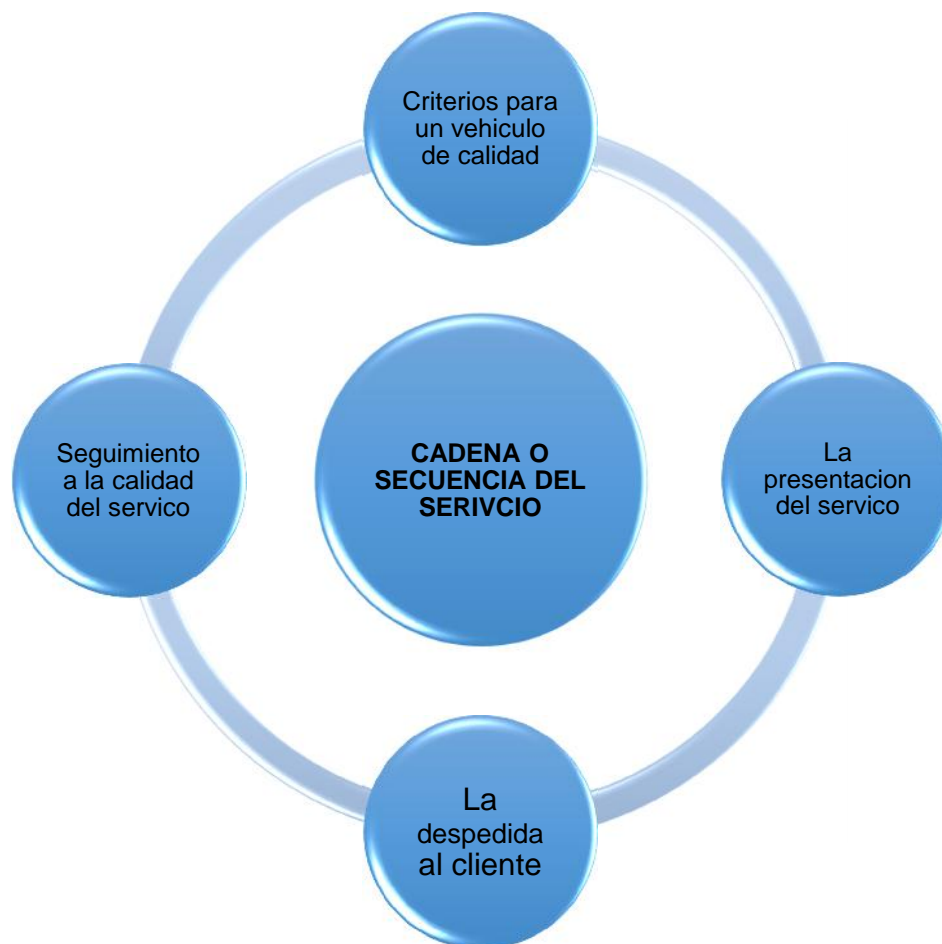 Criterios para
un vehiculo
de calidad
Seguimiento
a la calidad
del servico
CADENA O
SECUENCIA DEL
SERIVCIO
La
presentacion
del servico
La
despedida
al cliente